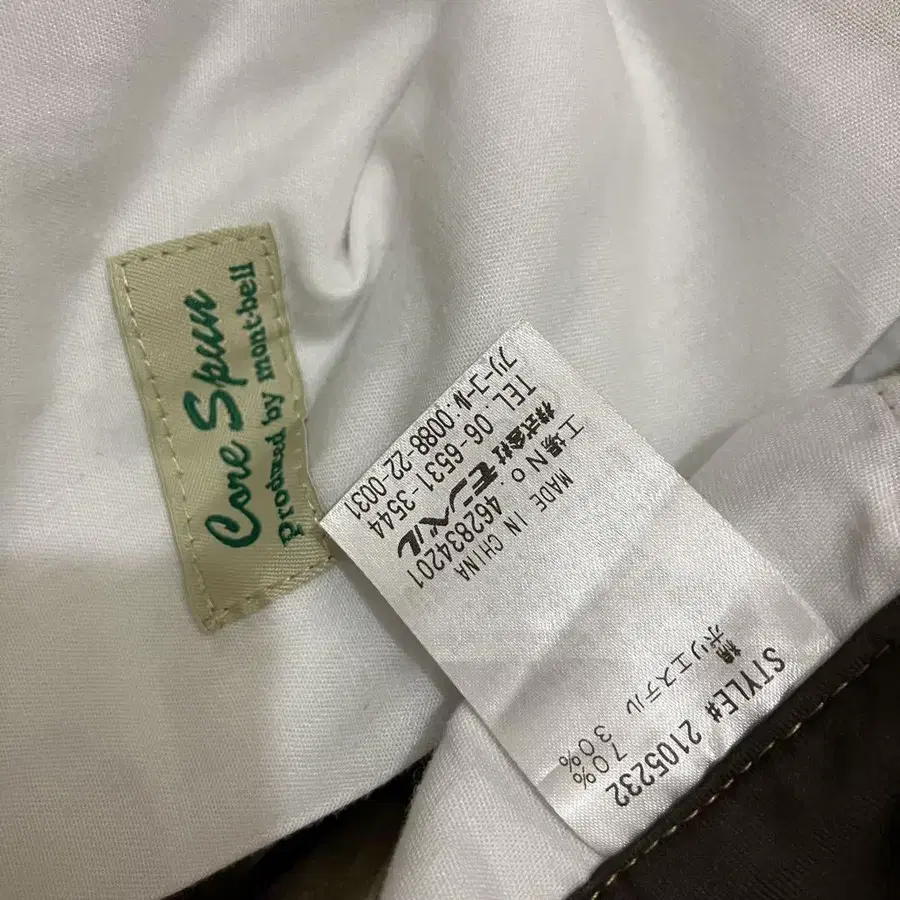 Core Spun
Produced by mont-bell
STYLE# 2105232
綿 70%
ポリエステル 30%
MADE IN CHINA
工場No. 462834201
株式会社 モンベル
TEL. 06-6531-3544
フリーコール:0088-22-0031